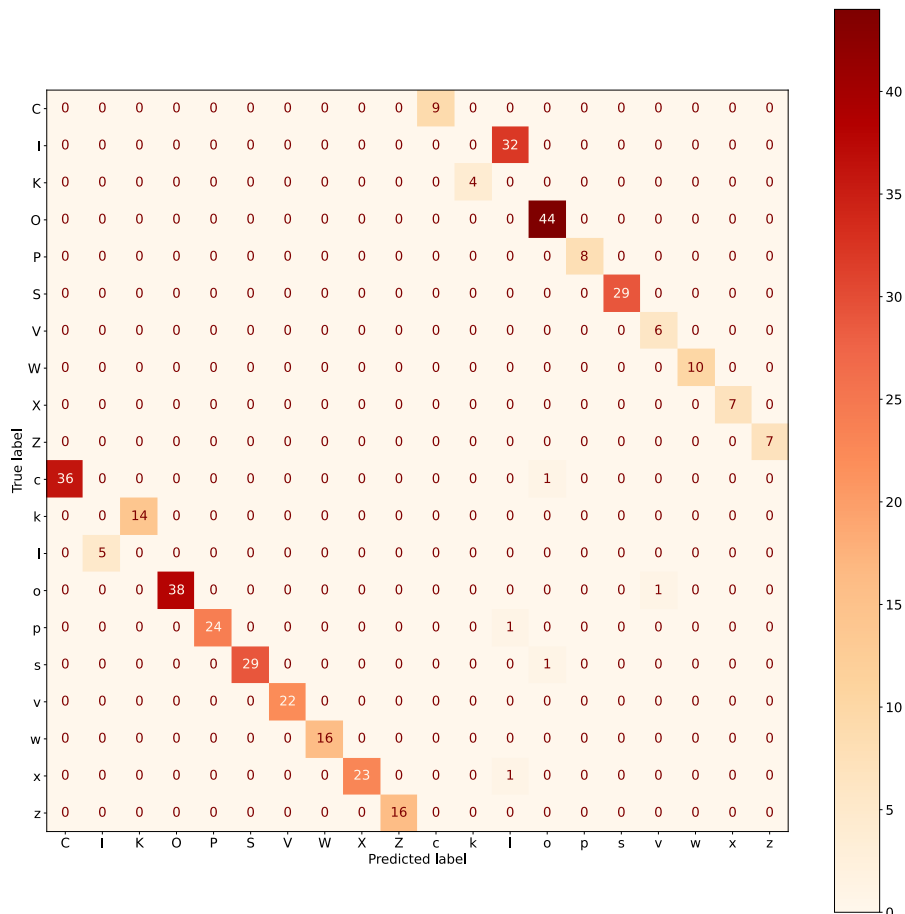 C 0 0 0 0 0 0 0 0 0 0 9 0 0 0 0 0 0 0 0 0
I 0 0 0 0 0 0 0 0 0 0 0 0 32 0 0 0 0 0 0 0
K 0 0 0 0 0 0 0 0 0 0 0 4 0 0 0 0 0 0 0 0
O 0 0 0 0 0 0 0 0 0 0 0 0 0 44 0 0 0 0 0 0
P 0 0 0 0 0 0 0 0 0 0 0 0 0 0 8 0 0 0 0 0
S 0 0 0 0 0 0 0 0 0 0 0 0 0 0 0 29 0 0 0 0
V 0 0 0 0 0 0 0 0 0 0 0 0 0 0 0 0 6 0 0 0
W 0 0 0 0 0 0 0 0 0 0 0 0 0 0 0 0 0 10 0 0
X 0 0 0 0 0 0 0 0 0 0 0 0 0 0 0 0 0 0 7 0
Z 0 0 0 0 0 0 0 0 0 0 0 0 0 0 0 0 0 0 0 7
c 36 0 0 0 0 0 0 0 0 0 0 0 0 1 0 0 0 0 0 0
k 0 0 14 0 0 0 0 0 0 0 0 0 0 0 0 0 0 0 0 0
l 0 5 0 0 0 0 0 0 0 0 0 0 0 0 0 0 0 0 0 0
o 0 0 0 38 0 0 0 0 0 0 0 0 0 0 0 0 1 0 0 0
p 0 0 0 0 24 0 0 0 0 0 0 0 1 0 0 0 0 0 0 0
s 0 0 0 0 0 29 0 0 0 0 0 0 0 1 0 0 0 0 0 0
v 0 0 0 0 0 0 22 0 0 0 0 0 0 0 0 0 0 0 0 0
w 0 0 0 0 0 0 0 16 0 0 0 0 0 0 0 0 0 0 0 0
x 0 0 0 0 0 0 0 0 23 0 0 0 1 0 0 0 0 0 0 0
z 0 0 0 0 0 0 0 0 0 16 0 0 0 0 0 0 0 0 0 0
C I K O P S V W X Z c k l o p s v w x z
Predicted label
True label
40
35
30
25
20
15
10
5
0